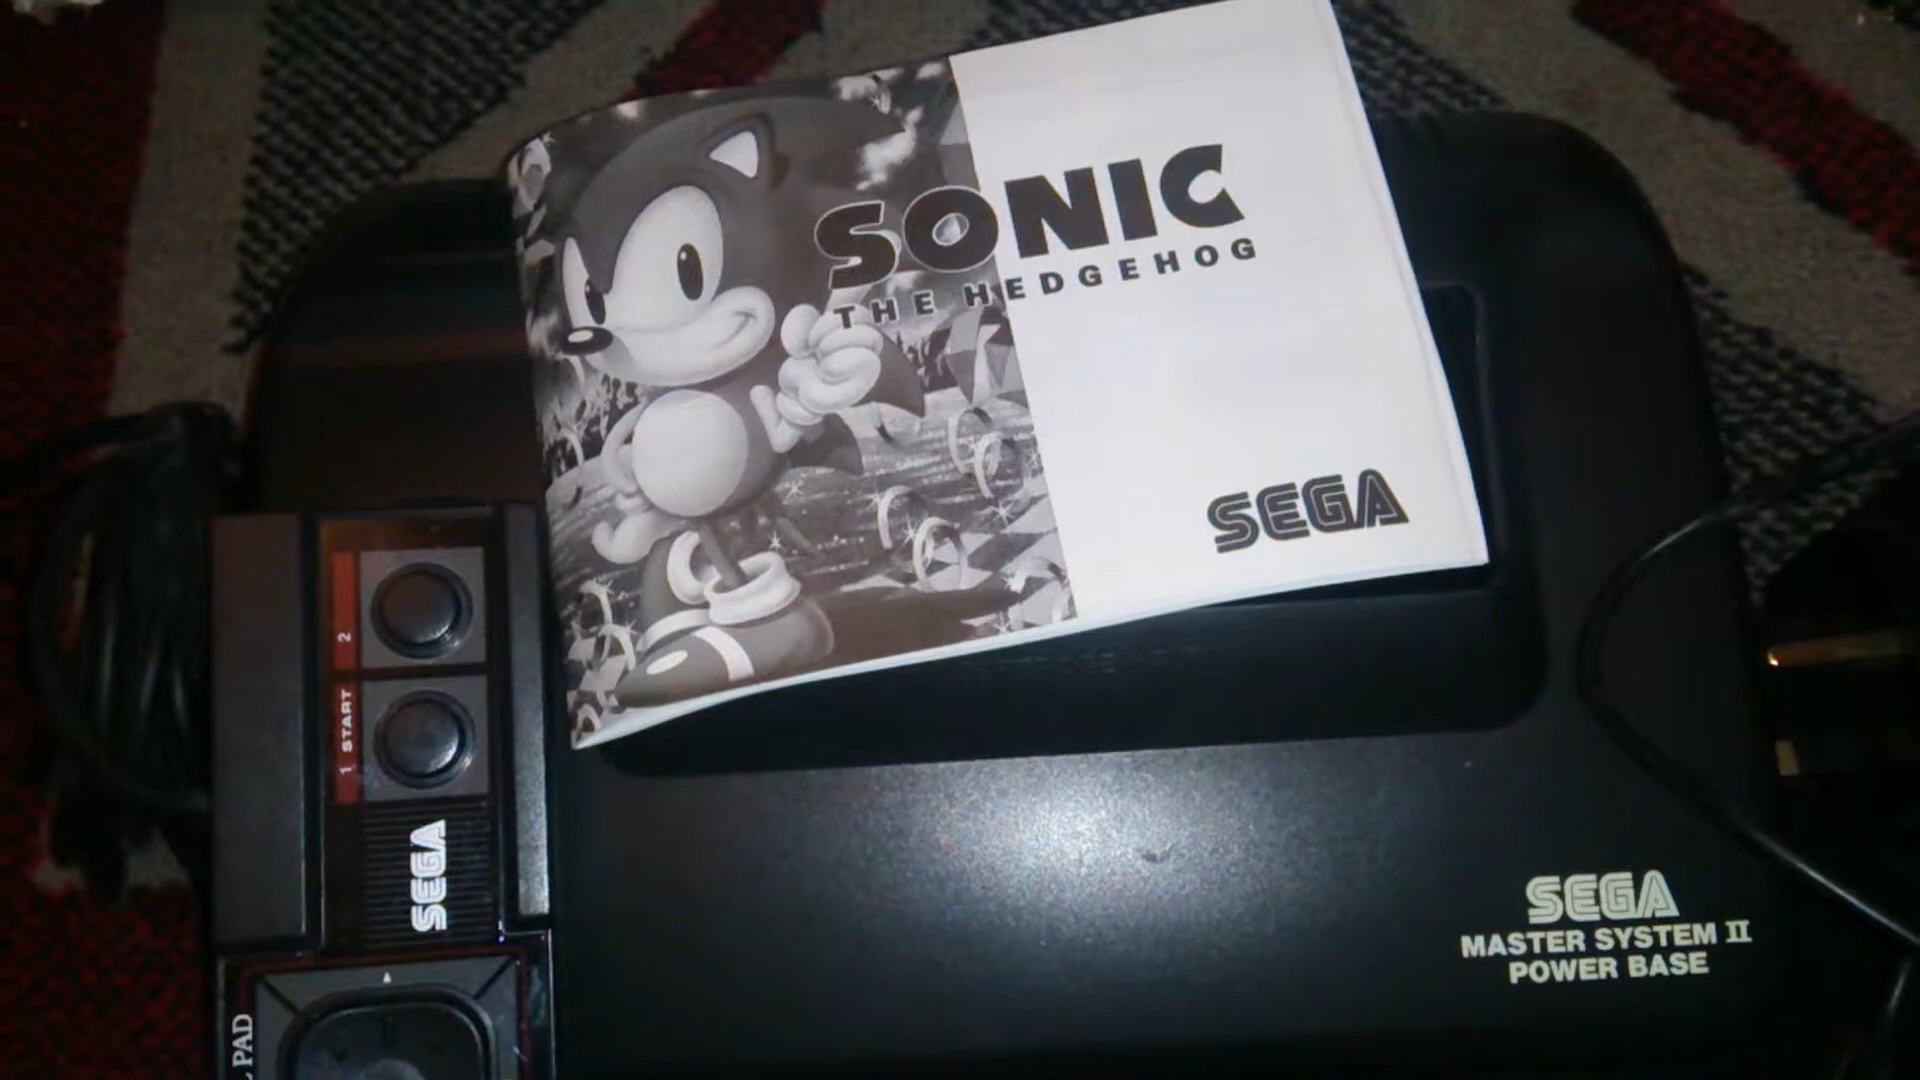 SONIC
THE HEDGEHOG
SEGA
2
1 START
SEGA
PAD
SEGA
MASTER SYSTEM II
POWER BASE